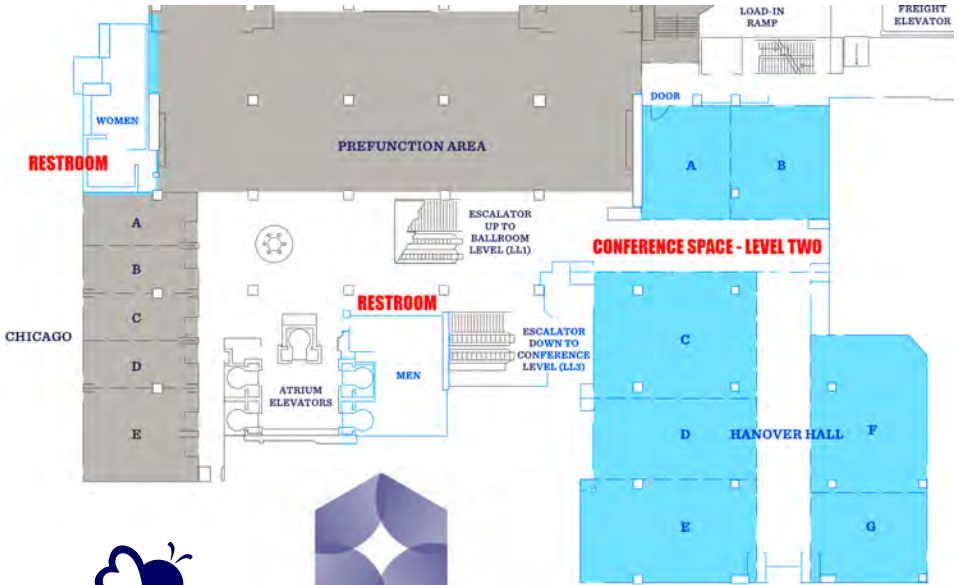 LOAD-IN
RAMP
FREIGHT
ELEVATOR
DOOR
WOMEN
PREFUNCTION AREA
RESTROOM
A
B
A
ESCALATOR
UP TO
BALLROOM
LEVEL (LL1)
CONFERENCE SPACE - LEVEL TWO
B
RESTROOM
C
CHICAGO
ESCALATOR
DOWN TO
CONFERENCE
LEVEL (LL3)
C
D
MEN
ATRIUM
ELEVATORS
E
D
HANOVER HALL
F
E
G